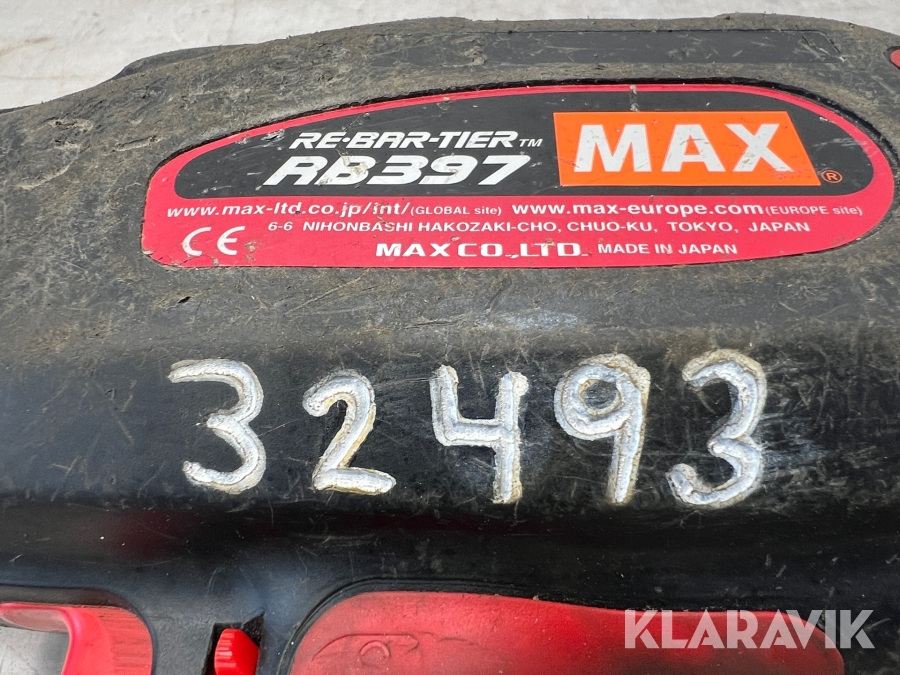 RE-BAR-TIER™
RB397
MAX®
www.max-ltd.co.jp/int/(GLOBAL site) www.max-europe.com(EUROPE site)
6-6 NIHONBASHI HAKOZAKI-CHO, CHUO-KU, TOKYO, JAPAN
CE MAX CO.,LTD. MADE IN JAPAN
32493
KLARAVIK